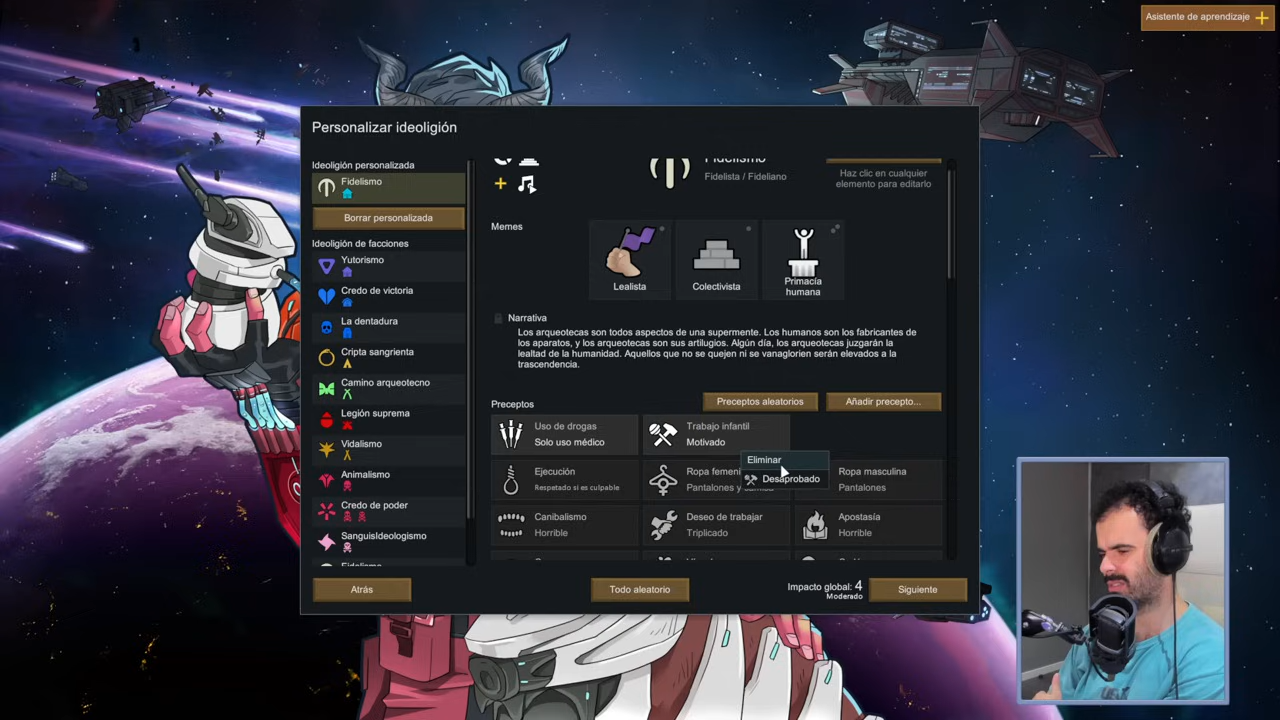 Asistente de aprendizaje
Personalizar ideoligión
Ideoligión personalizada
Fidelismo
Borrar personalizada
Ideoligión de facciones
Yutorismo
Credo de victoria
La dentadura
Cripta sangrienta
Camino arqueotecno
Legión suprema
Vidalismo
Animalismo
Credo de poder
SanguisIdeologismo
Fidelismo
Fidelista / Fideliano
Haz clic en cualquier
elemento para editarlo
Memes
Lealista
Colectivista
Primacía
humana
Narrativa
Los arqueotecas son todos aspectos de una supermente. Los humanos son los fabricantes de
los aparatos, y los arqueotecas son sus artilugios. Algún día, los arqueotecas juzgarán la
lealtad de la humanidad. Aquellos que no se quejen ni se vanaglorien serán elevados a la
trascendencia.
Preceptos
Preceptos aleatorios
Añadir precepto...
Uso de drogas
Solo uso médico
Trabajo infantil
Motivado
Eliminar
Desaprobado
Ejecución
Respetado si es culpable
Ropa
Pantalones
Ropa masculina
Pantalones
Canibalismo
Horrible
Deseo de trabajar
Triplicado
Apostasía
Horrible
Atrás
Todo aleatorio
Impacto global: 4
Moderado
Siguiente